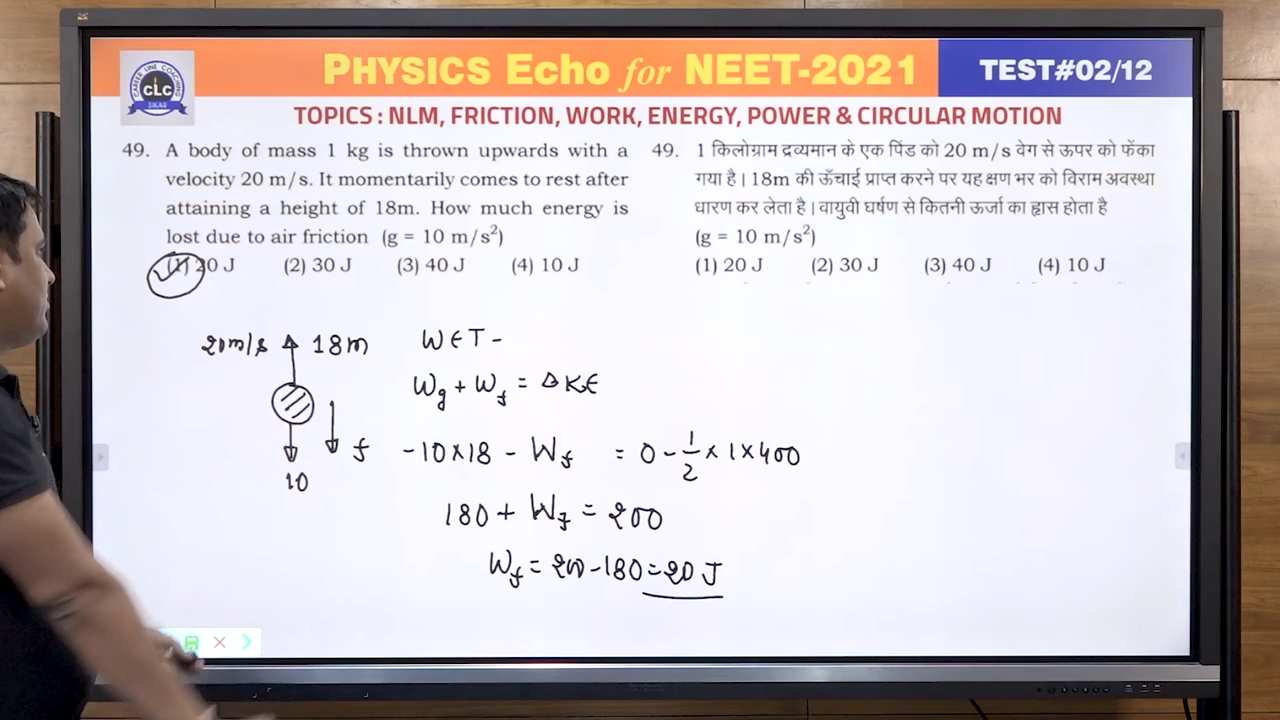 PHYSICS Echo for NEET-2021
TEST#02/12
CAREER LINE COACHING
CLC
SIKAR
TOPICS : NLM, FRICTION, WORK, ENERGY, POWER & CIRCULAR MOTION
49. A body of mass 1 kg is thrown upwards with a
velocity 20 m/s. It momentarily comes to rest after
attaining a height of 18m. How much energy is
lost due to air friction (g = 10 m/s²)
(1) 20 J (2) 30 J (3) 40 J (4) 10 J
49. 1 किलोग्राम द्रव्यमान के एक पिंड को 20 m/s वेग से ऊपर को फेंका
गया है। 18m की ऊँचाई प्राप्त करने पर यह क्षण भर को विराम अवस्था
धारण कर लेता है। वायुवी घर्षण से कितनी ऊर्जा का ह्रास होता है
(g = 10 m/s²)
(1) 20 J (2) 30 J (3) 40 J (4) 10 J
20m/s 18m
f
10
WET -
Wg + Wf = ΔKE
-10×18 - Wf = 0 - 1/2 × 1×400
180 + Wf = 200
Wf = 200 - 180 = 20 J